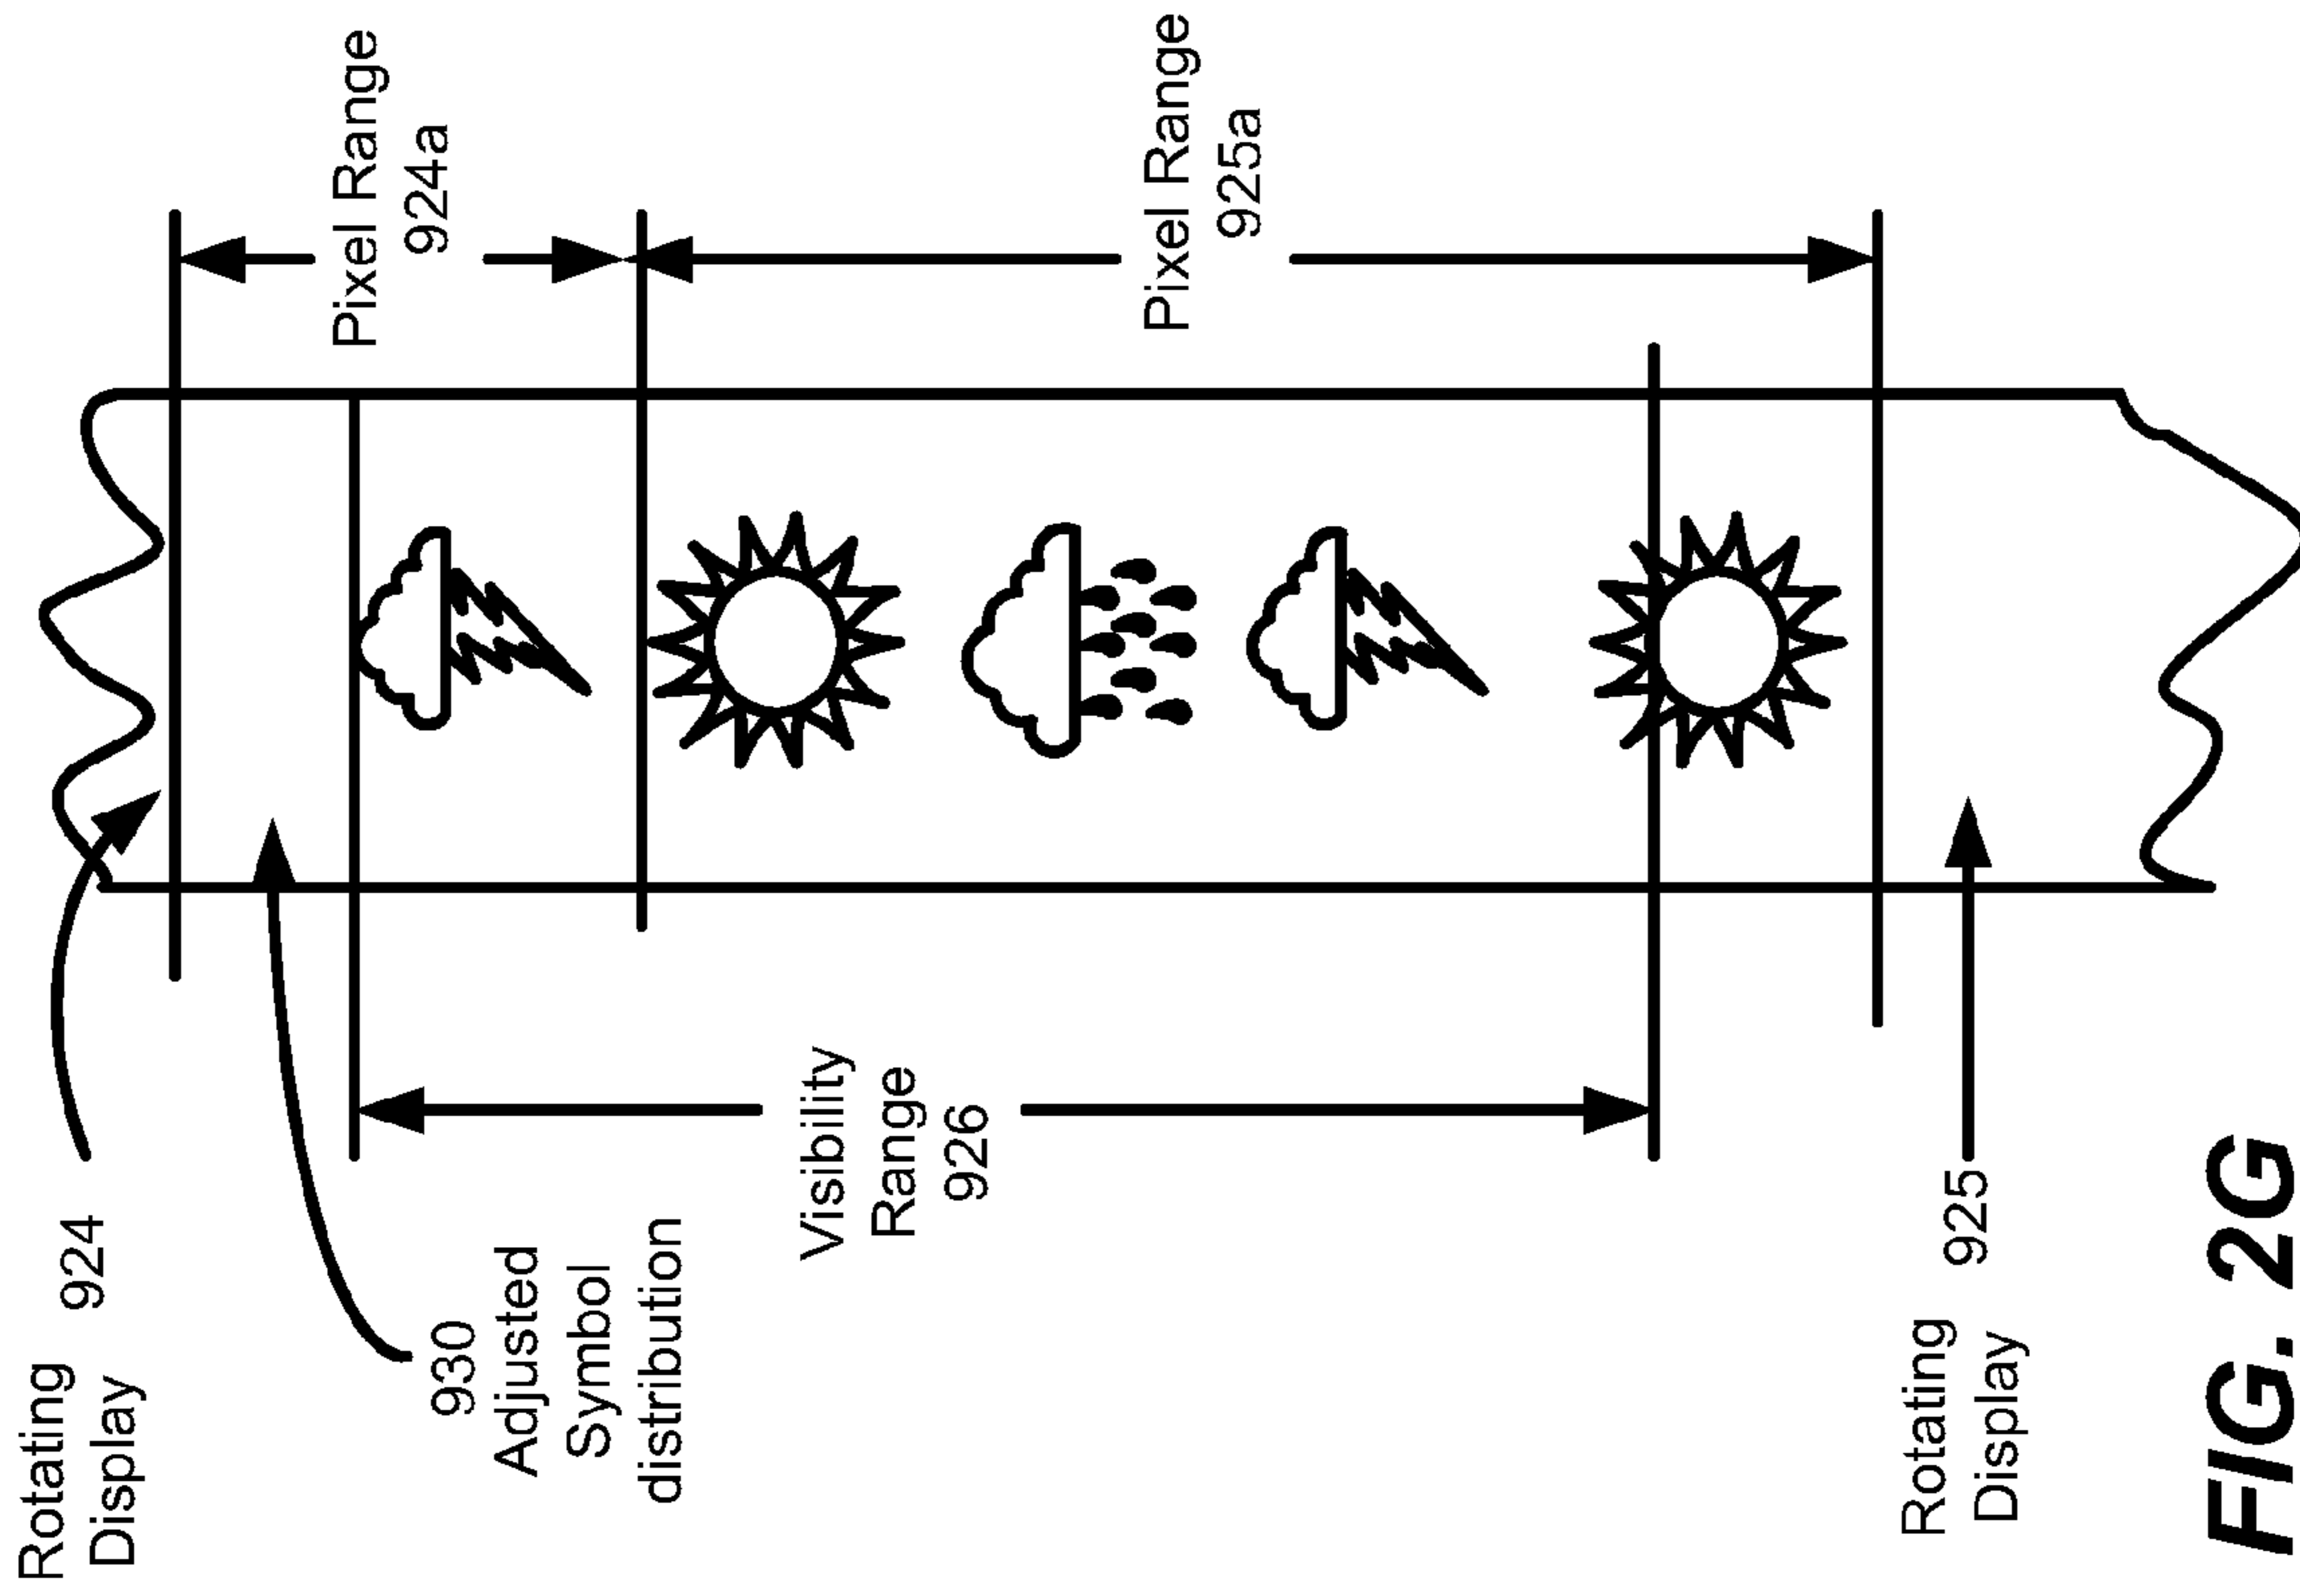 Rotating
Display
924
930
Adjusted
Symbol
distribution
Visibility
Range
926
Pixel Range
924a
Pixel Range
925a
Rotating
Display
925
FIG. 2G